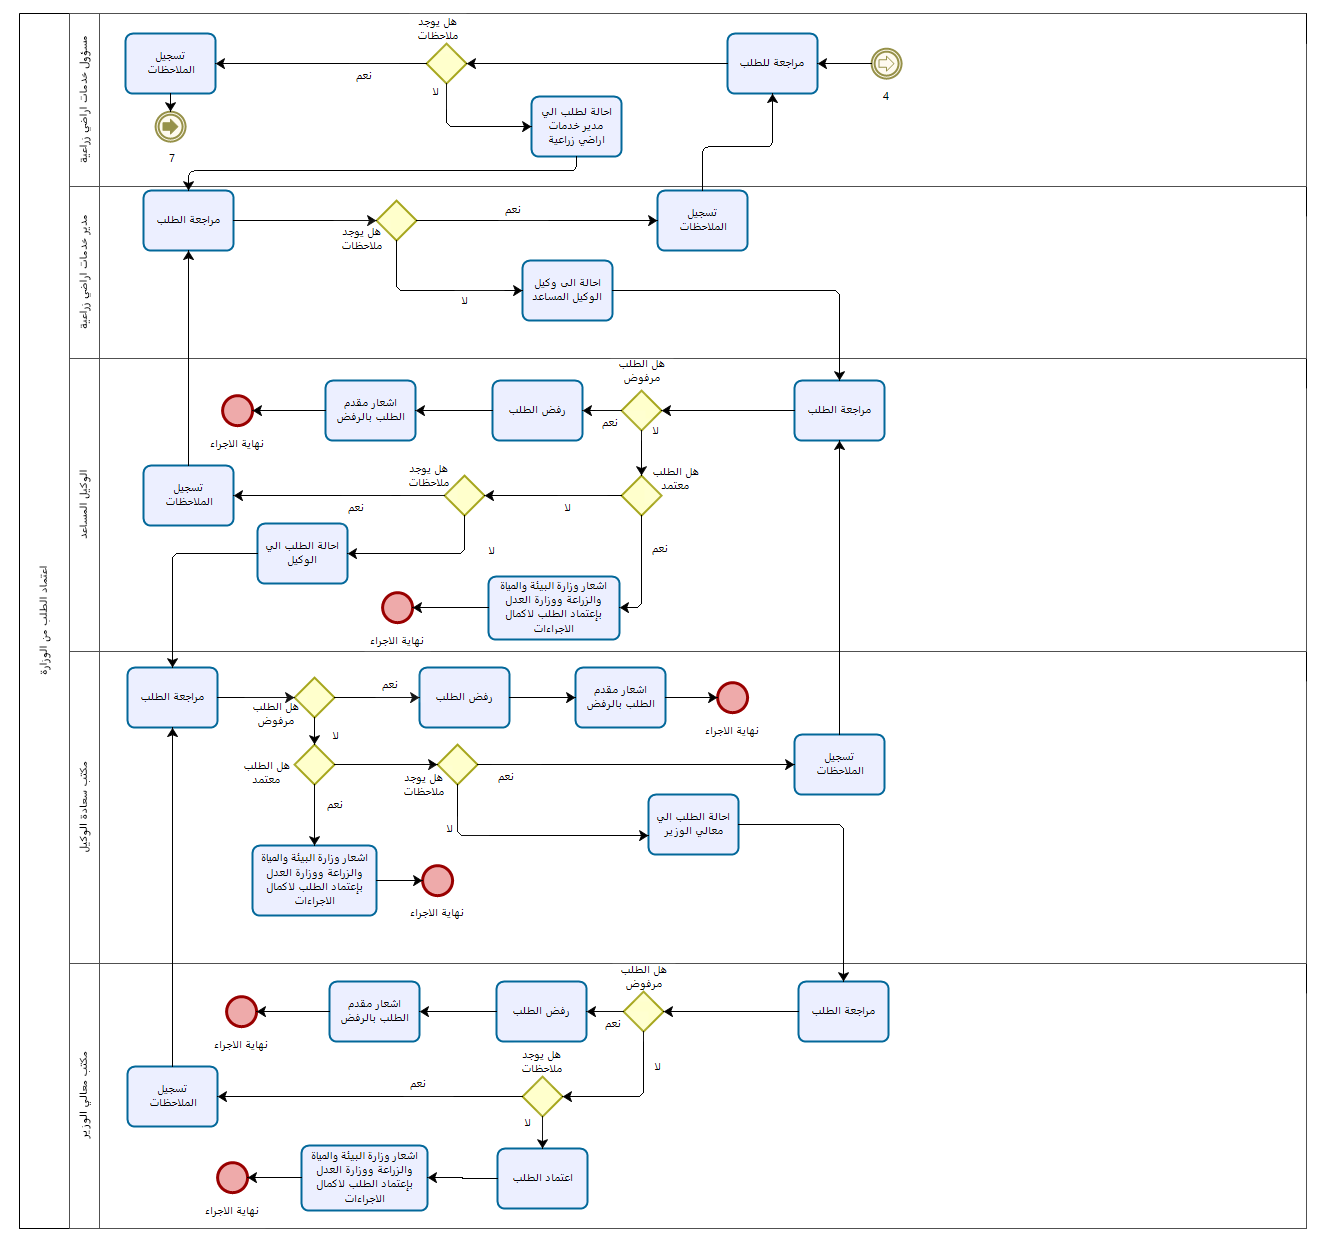 اعتماد الطلب من الوزارة
مسؤول خدمات اراضي زراعية
4
مراجعة للطلب
هل يوجد
ملاحظات
نعم
تسجيل
الملاحظات
7
لا
احالة لطلب الي
مدير خدمات
اراضي زراعية
مدير خدمات اراضي زراعية
مراجعة الطلب
هل يوجد
ملاحظات
نعم
تسجيل
الملاحظات
لا
احالة الى وكيل
الوكيل المساعد
الوكيل المساعد
مراجعة الطلب
هل الطلب
مرفوض
نعم
رفض الطلب
اشعار مقدم
الطلب بالرفض
نهاية الاجراء
لا
هل الطلب
معتمد
لا
هل يوجد
ملاحظات
نعم
تسجيل
الملاحظات
لا
احالة الطلب الي
الوكيل
نعم
اشعار وزارة البيئة والمياة
والزراعة ووزارة العدل
بإعتماد الطلب لاكمال
الاجراءات
نهاية الاجراء
مكتب سعادة الوكيل
مراجعة الطلب
هل الطلب
مرفوض
نعم
رفض الطلب
اشعار مقدم
الطلب بالرفض
نهاية الاجراء
لا
هل الطلب
معتمد
هل يوجد
ملاحظات
نعم
تسجيل
الملاحظات
لا
احالة الطلب الي
معالي الوزير
نعم
اشعار وزارة البيئة والمياة
والزراعة ووزارة العدل
بإعتماد الطلب لاكمال
الاجراءات
نهاية الاجراء
مكتب معالي الوزير
مراجعة الطلب
هل الطلب
مرفوض
نعم
رفض الطلب
اشعار مقدم
الطلب بالرفض
نهاية الاجراء
لا
هل يوجد
ملاحظات
نعم
تسجيل
الملاحظات
لا
اعتماد الطلب
اشعار وزارة البيئة والمياة
والزراعة ووزارة العدل
بإعتماد الطلب لاكمال
الاجراءات
نهاية الاجراء